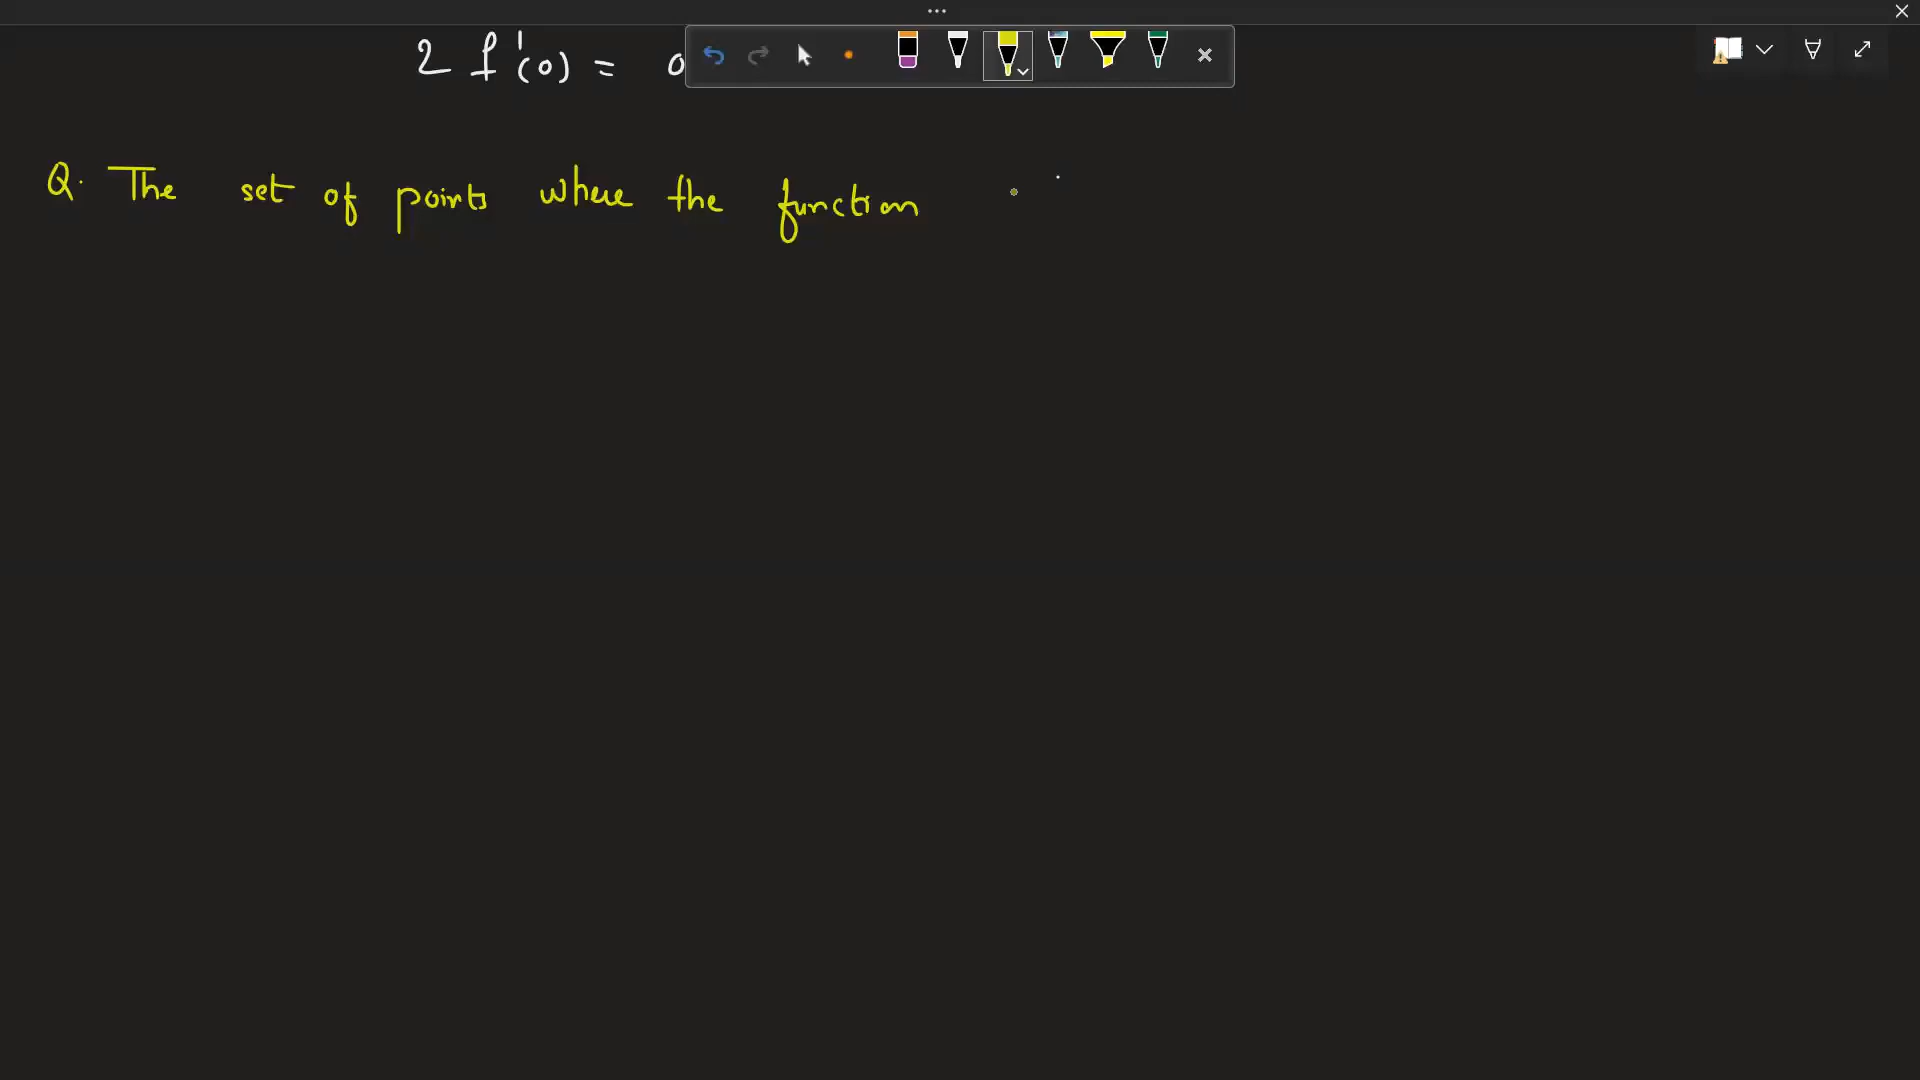 2 f'(0) = 0
Q. The set of points where the function